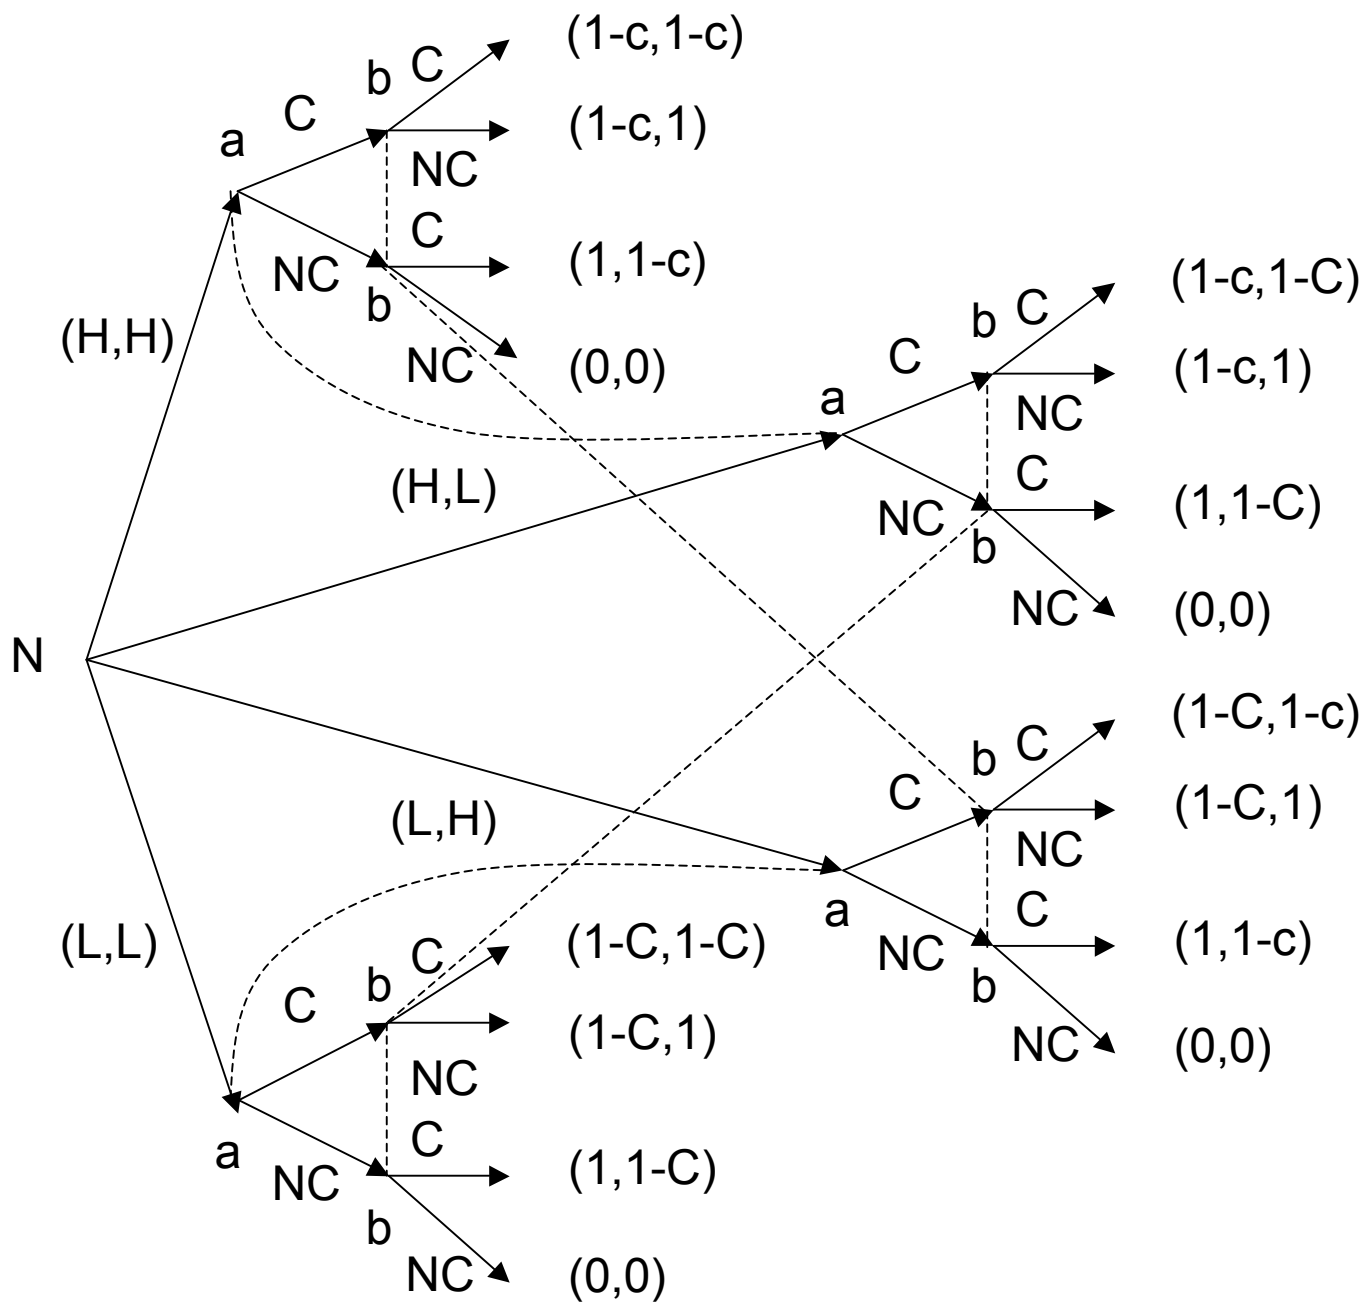 (1-c,1-c)
C
b
C
(1-c,1)
a
NC
C
(1,1-c)
NC
b
(H,H)
NC
(0,0)
(1-c,1-C)
C
b
C
(1-c,1)
a
NC
(H,L)
C
(1,1-C)
NC
b
NC
(0,0)
N
(1-C,1-c)
C
b
C
(1-C,1)
(L,H)
NC
a
C
(1,1-c)
NC
b
NC
(0,0)
(L,L)
C
(1-C,1-C)
b
C
(1-C,1)
NC
a
C
(1,1-C)
NC
b
NC
(0,0)